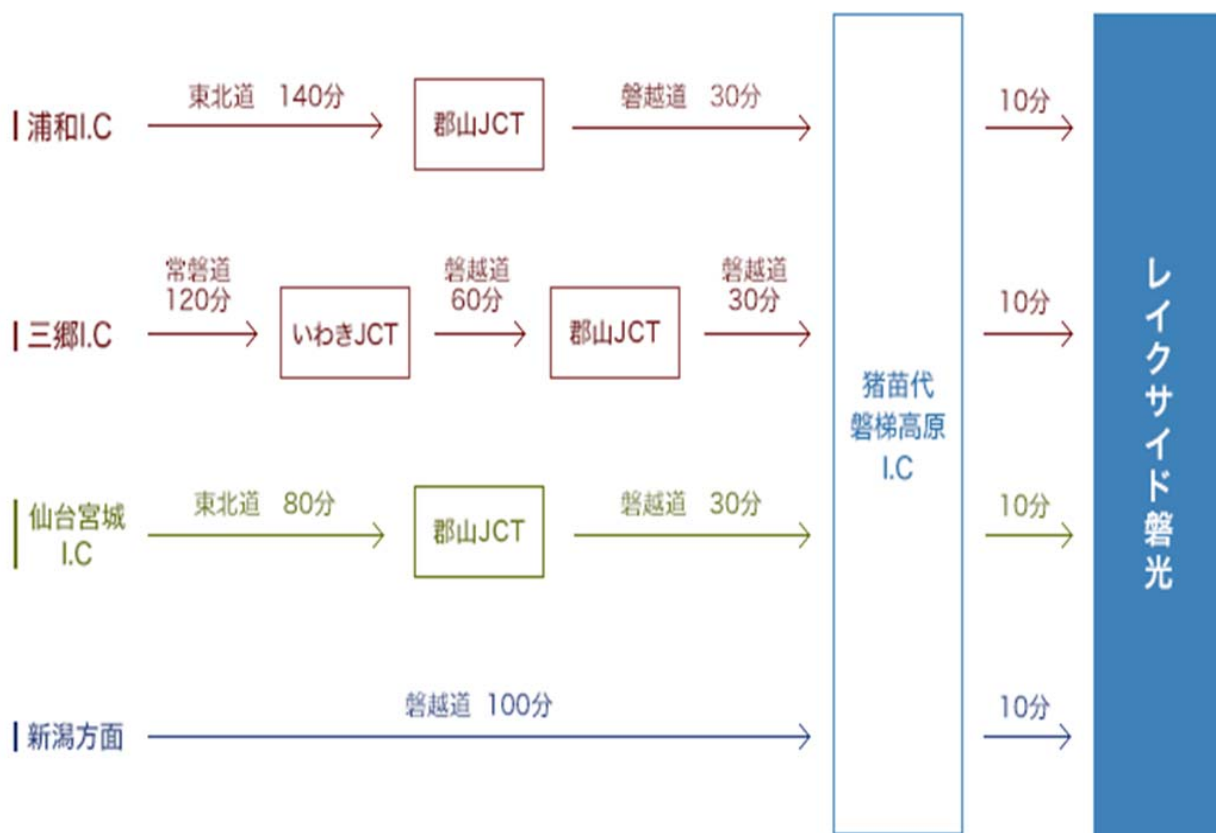 浦和I.C
東北道 140分
郡山JCT
磐越道 30分
10分
三郷I.C
常磐道
120分
いわきJCT
磐越道
60分
郡山JCT
磐越道
30分
10分
仙台宮城
I.C
東北道 80分
郡山JCT
磐越道 30分
10分
新潟方面
磐越道 100分
10分
猪苗代
磐梯高原
I.C
レイクサイド磐光